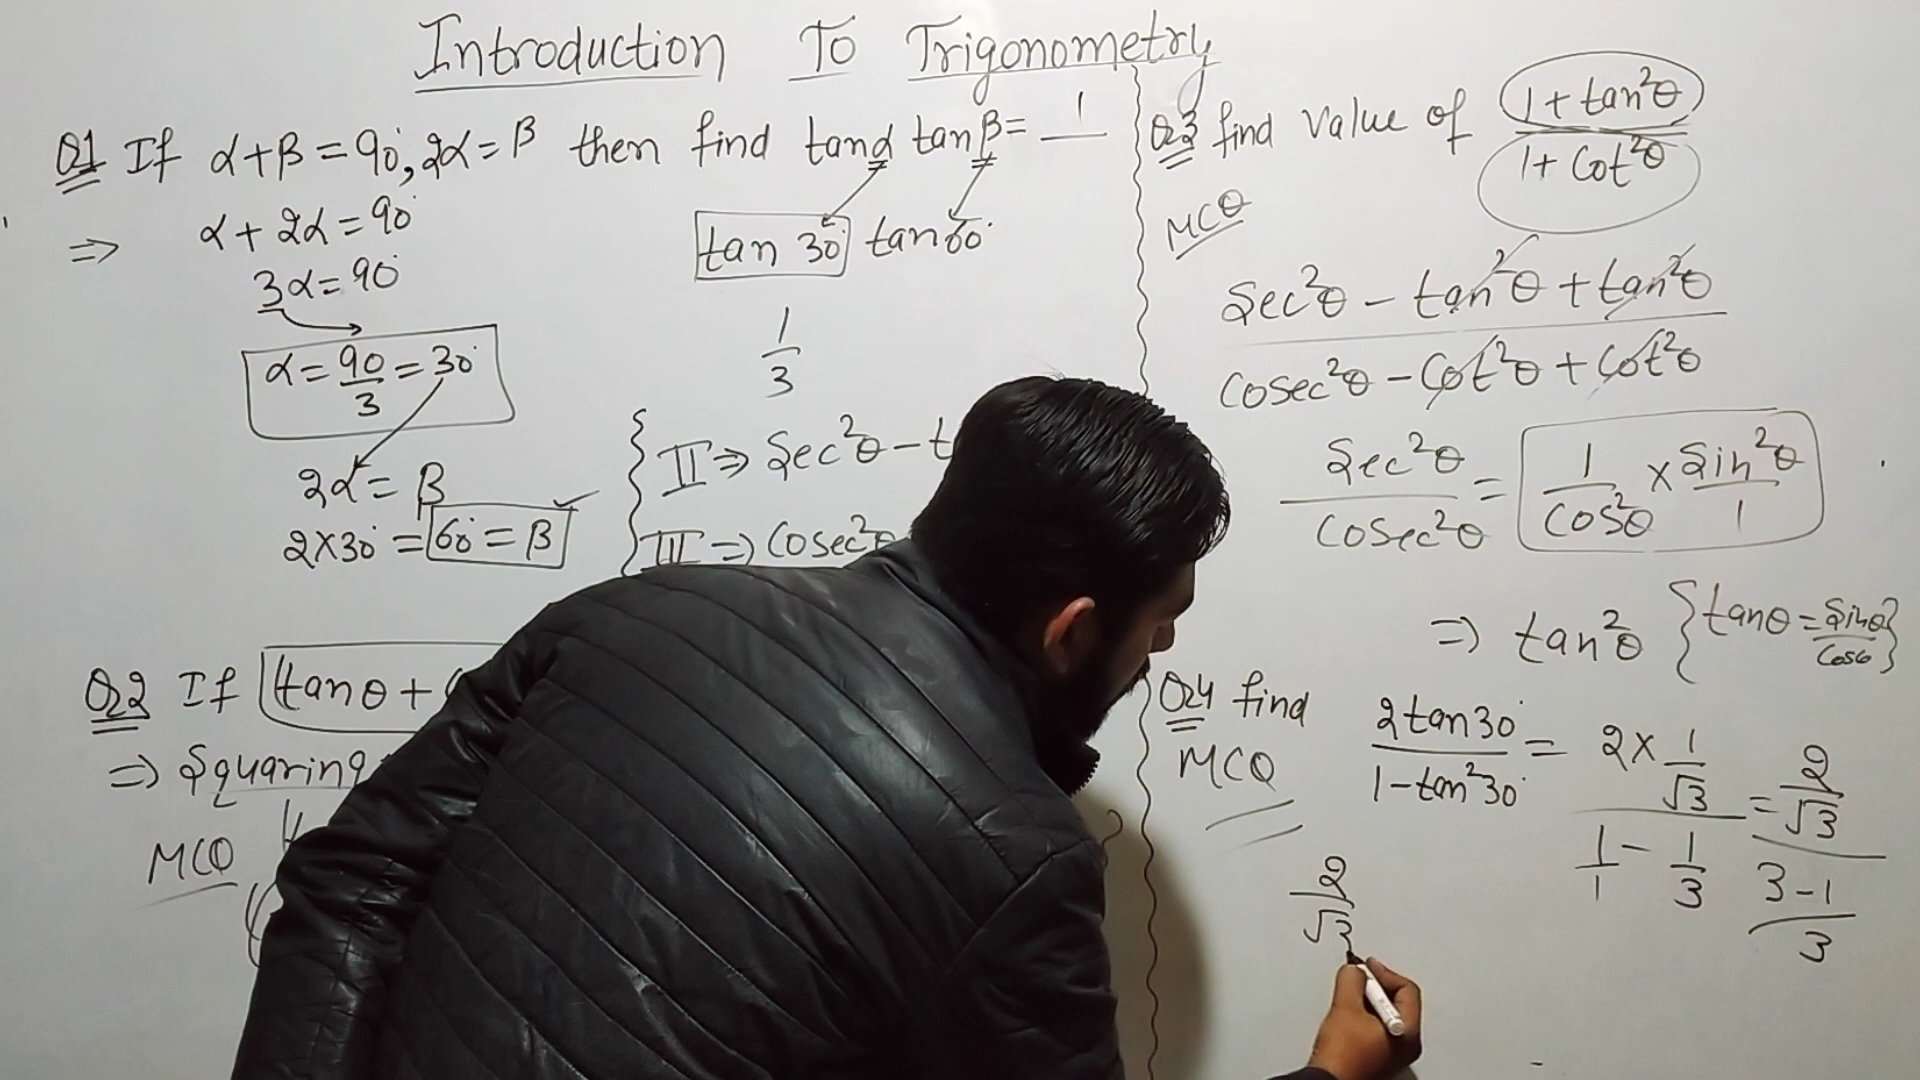 Introduction To Trigonometry
Q1 If α+β=90°, 2α=β then find tanα tanβ= 1
⇒ α+2α=90°
3α=90°
α=90/3=30°
2α=β
2×30°=60°=β
tan 30° tan60°
1/3
II⇒ Sec²θ-t
III⇒ Cosec²θ
Q2 If tanθ+
⇒ Squaring
MCQ
Q3 find value of (1+tan²θ)/(1+cot²θ)
MCQ
Sec²θ - tan²θ + tan²θ
Cosec²θ - Cot²θ + Cot²θ
Sec²θ/Cosec²θ = 1/Cos²θ × Sin²θ/1
⇒ tan²θ {tanθ=Sinθ/Cosθ}
Q4 find 2tan30°/(1-tan²30°) = (2×1/√3)/(1/1-1/3) = (2/√3)/((3-1)/3)
MCQ
2/√3